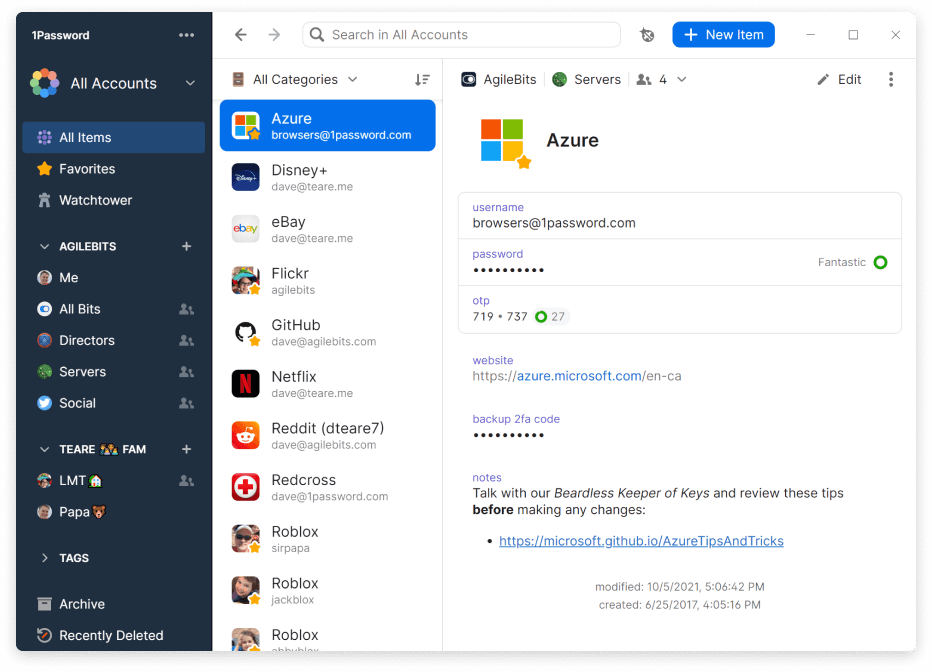 1Password
All Accounts
All Items
Favorites
Watchtower
AGILEBITS
Me
All Bits
Directors
Servers
Social
TEARE FAM
LMT
Papa
TAGS
Archive
Recently Deleted
Search in All Accounts
New Item
All Categories
Azure
browsers@1password.com
Disney+
Disney+
dave@teare.me
ebay
eBay
dave@teare.me
Flickr
agilebits
GitHub
dave@agilebits.com
N
Netflix
dave@teare.me
Reddit (dteare7)
dave@agilebits.com
Redcross
dave@1password.com
Roblox
sirpapa
Roblox
jackblox
Roblox
AgileBits
Servers
4
Edit
Azure
username
browsers@1password.com
password
••••••••••
Fantastic
otp
719 • 737 27
website
https://azure.microsoft.com/en-ca
backup 2fa code
••••••••••
notes
Talk with our Beardless Keeper of Keys and review these tips
before making any changes:
• https://microsoft.github.io/AzureTipsAndTricks
modified: 10/5/2021, 5:06:42 PM
created: 6/25/2017, 4:05:16 PM